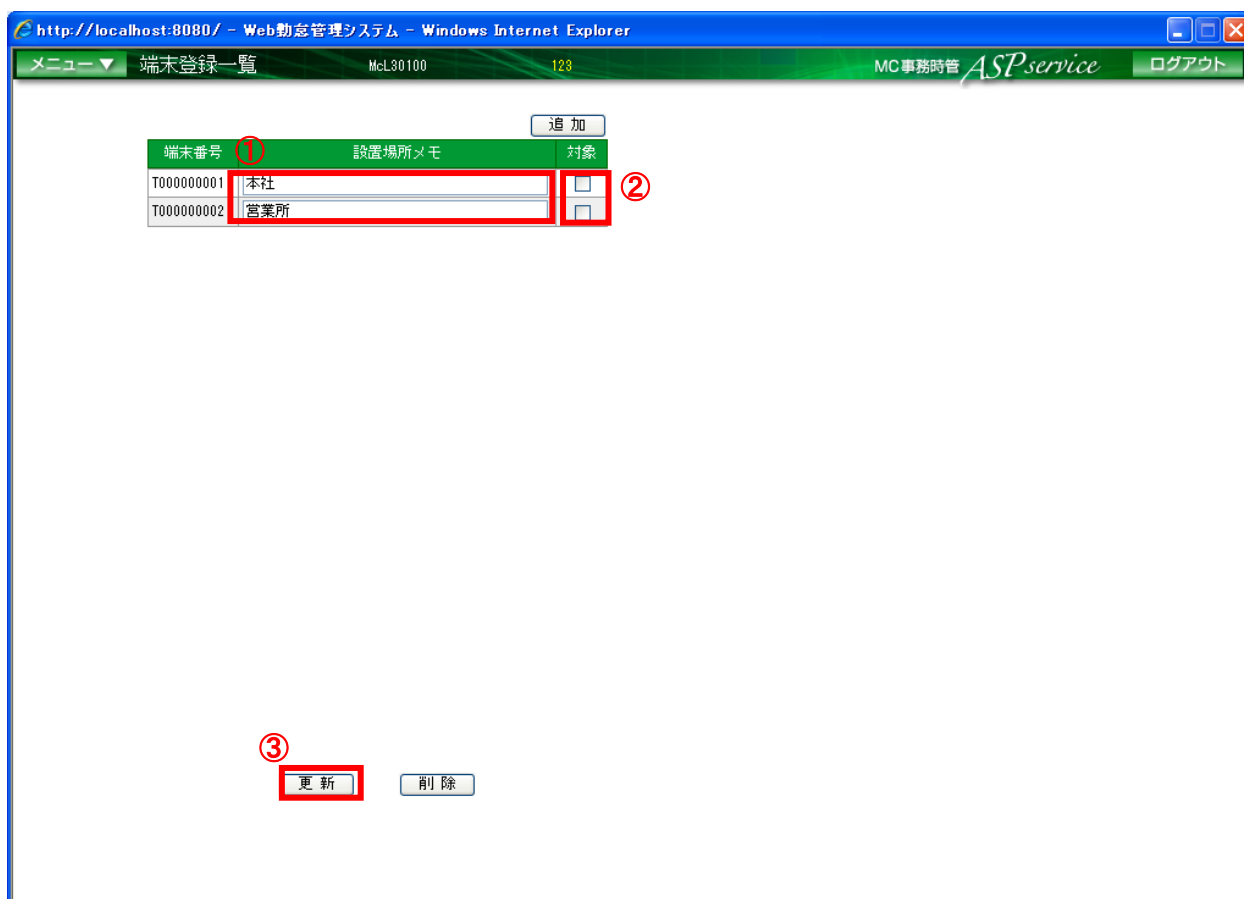 http://localhost:8080/ - Web勤怠管理システム - Windows Internet Explorer
メニュー▼ 端末登録一覧 McL30100 123 MC事務時管 ASPservice ログアウト
追 加
端末番号 ① 設置場所メモ 対象
T000000001 本社 ②
T000000002 営業所
③
更 新 削 除